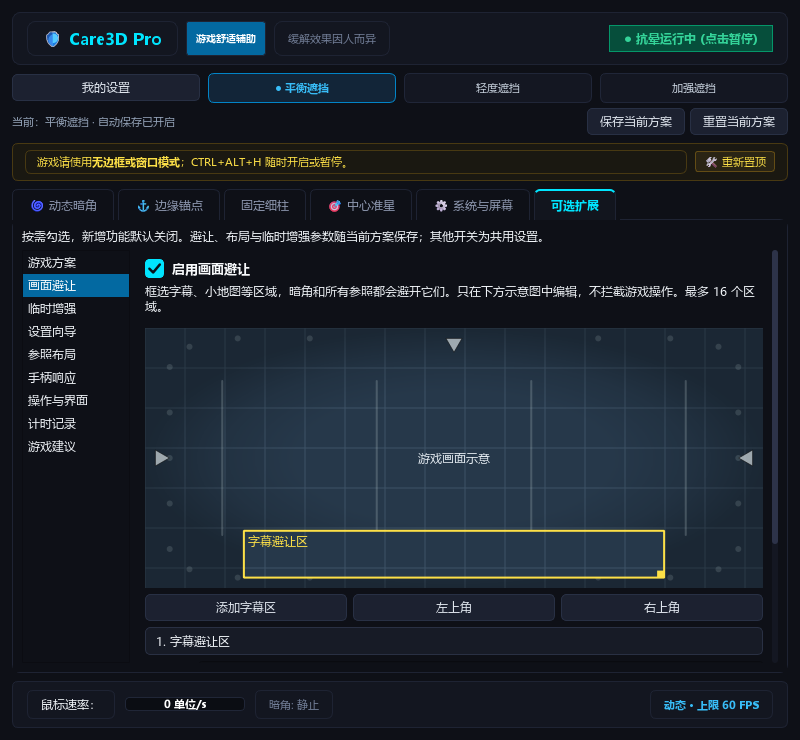 Care3D Pro
游戏舒适辅助
缓解效果因人而异
● 抗晕运行中 (点击暂停)
我的设置
● 平衡遮挡
轻度遮挡
加强遮挡
当前: 平衡遮挡 · 自动保存已开启
保存当前方案
重置当前方案
游戏请使用无边框或窗口模式；CTRL+ALT+H 随时开启或暂停。
重新置顶
动态暗角
边缘锚点
固定细柱
中心准星
系统与屏幕
可选扩展
按需勾选，新增功能默认关闭。避让、布局与临时增强参数随当前方案保存；其他开关为共用设置。
游戏方案
画面避让
临时增强
设置向导
参照布局
手柄响应
操作与界面
计时记录
游戏建议
启用画面避让
框选字幕、小地图等区域，暗角和所有参照都会避开它们。只在下方示意图中编辑，不拦截游戏操作。最多 16 个区
域。
游戏画面示意
字幕避让区
添加字幕区
左上角
右上角
1. 字幕避让区
鼠标速率:
0 单位/s
暗角: 静止
动态 • 上限 60 FPS